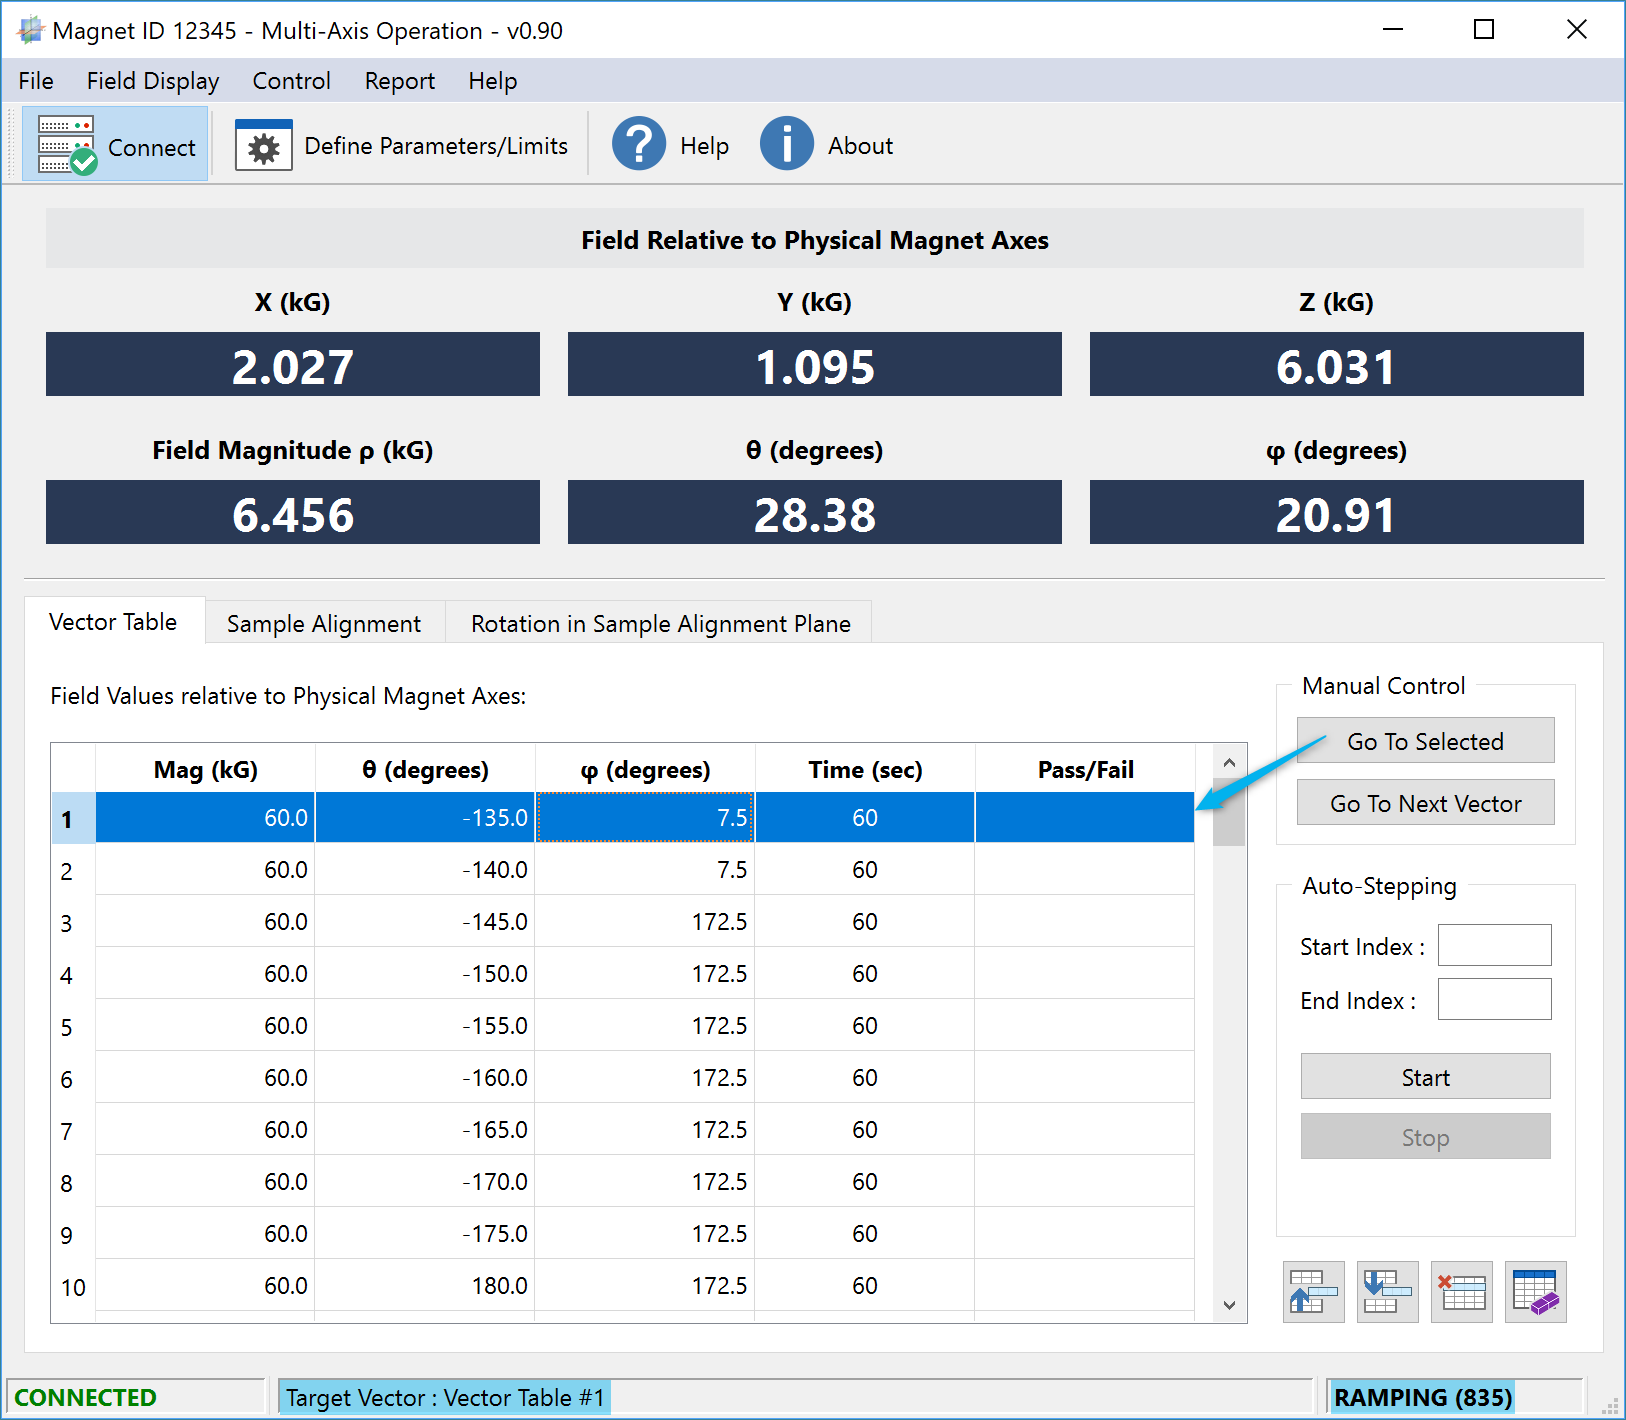 Magnet ID 12345 - Multi-Axis Operation - v0.90
File Field Display Control Report Help
Connect Define Parameters/Limits Help About
Field Relative to Physical Magnet Axes
X (kG) Y (kG) Z (kG)
2.027 1.095 6.031
Field Magnitude ρ (kG) θ (degrees) φ (degrees)
6.456 28.38 20.91
Vector Table Sample Alignment Rotation in Sample Alignment Plane
Field Values relative to Physical Magnet Axes:
Mag (kG) θ (degrees) φ (degrees) Time (sec) Pass/Fail
1 60.0 -135.0 7.5 60
2 60.0 -140.0 7.5 60
3 60.0 -145.0 172.5 60
4 60.0 -150.0 172.5 60
5 60.0 -155.0 172.5 60
6 60.0 -160.0 172.5 60
7 60.0 -165.0 172.5 60
8 60.0 -170.0 172.5 60
9 60.0 -175.0 172.5 60
10 60.0 180.0 172.5 60
Manual Control
Go To Selected
Go To Next Vector
Auto-Stepping
Start Index :
End Index :
Start
Stop
CONNECTED Target Vector : Vector Table #1 RAMPING (835)